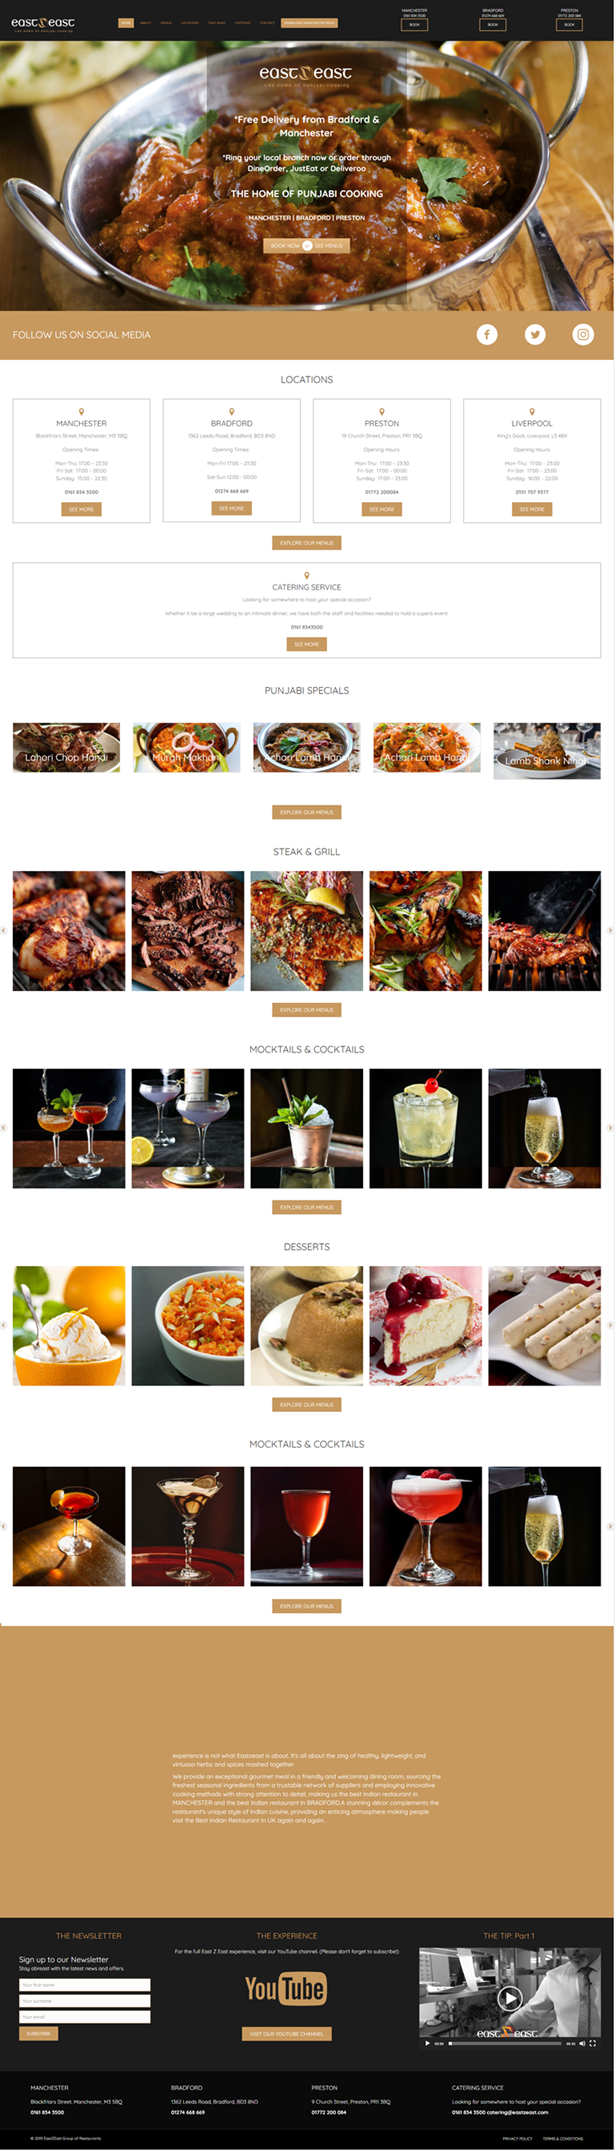 eastZeast
THE HOME OF PUNJABI COOKING
HOME ABOUT MENUS LOCATIONS TAKE AWAY CATERING CONTACT
MANCHESTER
0161 834 3500
BOOK
BRADFORD
01274 668 669
BOOK
PRESTON
01772 200 084
BOOK
eastZeast
THE HOME OF PUNJABI COOKING
*Free Delivery from Bradford &
Manchester
*Ring your local branch now or order through
DineOrder, JustEat or Deliveroo
THE HOME OF PUNJABI COOKING
MANCHESTER | BRADFORD | PRESTON
BOOK NOW or SEE MENUS
FOLLOW US ON SOCIAL MEDIA
LOCATIONS
MANCHESTER
Blackfriars Street, Manchester, M3 5BQ
Opening Times:
Mon-Thu: 17:00 - 23:30
Fri-Sat: 17:00 - 00:00
Sunday: 15:00 - 22:30
0161 834 3500
SEE MORE
BRADFORD
1362 Leeds Road, Bradford, BD3 8ND
Opening Times:
Mon-Fri 17:00 - 23:30
Sat-Sun 12:00 - 00:00
01274 668 669
SEE MORE
PRESTON
19 Church Street, Preston, PR1 3BQ
Opening Hours:
Mon-Thu: 17:00 - 23:00
Fri-Sat: 17:00 - 00:00
Sunday: 17:00 - 23:00
01772 200084
SEE MORE
LIVERPOOL
King's Dock, Liverpool, L3 4BX
Opening Hours:
Mon-Thu: 17:00 - 23:00
Fri-Sat: 17:00 - 23:00
Sunday: 16:00 - 22:00
0151 707 9377
SEE MORE
EXPLORE OUR MENUS
CATERING SERVICE
Looking for somewhere to host your special occasion?
Whether it be a large wedding to an intimate dinner, we have both the staff and facilities needed to hold a superb event.
0161 8343500
SEE MORE
PUNJABI SPECIALS
Lahori Chop Handi
Murgh Makhani
Achari Lamb Handi
Achari Lamb Handi
Lamb Shank Nihari
EXPLORE OUR MENUS
STEAK & GRILL
EXPLORE OUR MENUS
MOCKTAILS & COCKTAILS
EXPLORE OUR MENUS
DESSERTS
EXPLORE OUR MENUS
MOCKTAILS & COCKTAILS
EXPLORE OUR MENUS
experience is not what Eastzeast is about. It's all about the zing of healthy, lightweight, and
virtuoso herbs and spices mashed together.
We provide an exceptional gourmet meal in a friendly and welcoming dining room, sourcing the
freshest seasonal ingredients from a trustable network of suppliers and employing innovative
cooking methods with strong attention to detail, making us the best Indian restaurant in
MANCHESTER and the best Indian restaurant in BRADFORD.A stunning décor complements the
restaurant's unique style of Indian cuisine, providing an enticing atmosphere making people
visit the Best Indian Restaurant in UK again and again.
THE NEWSLETTER
Sign up to our Newsletter
Stay abreast with the latest news and offers.
Your first name
Your surname
Your email
SUBSCRIBE
THE EXPERIENCE
For the full East Z East experience, visit our YouTube channel. (Please don't forget to subscribe!)
YouTube
VISIT OUR YOUTUBE CHANNEL
THE TIP: Part 1
eastZeast
00:00
00:45
MANCHESTER
Blackfriars Street, Manchester, M3 5BQ
0161 834 3500
BRADFORD
1362 Leeds Road, Bradford, BD3 8ND
01274 668 669
PRESTON
9 Church Street, Preston, PR1 3BQ
01772 200 084
CATERING SERVICE
Looking for somewhere to host your special occasion?
0161 834 3500 catering@eastzeast.com
© 2019 EastZEast Group of Restaurants
PRIVACY POLICY TERMS & CONDITIONS